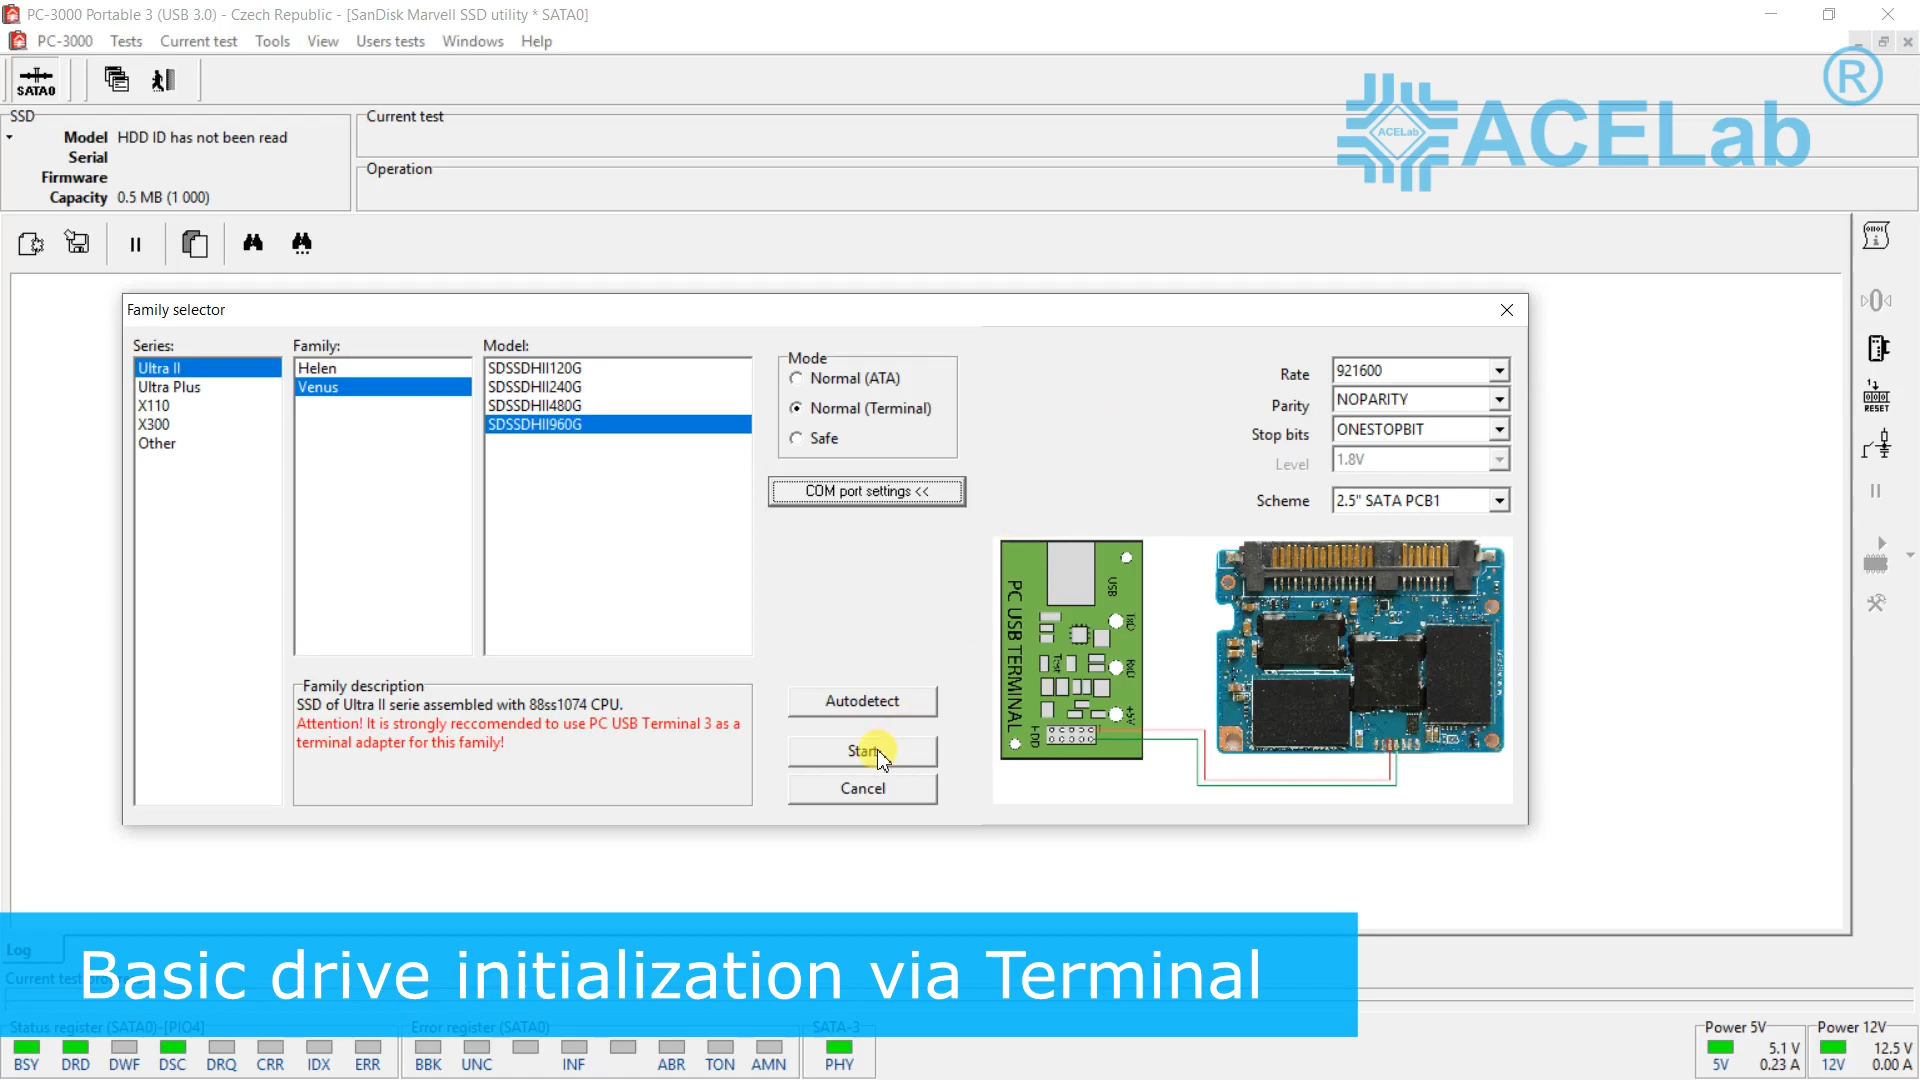 PC-3000 Portable 3 (USB 3.0) - Czech Republic - [SanDisk Marvell SSD utility * SATA0]
PC-3000 Tests Current test Tools View Users tests Windows Help
SATA0
ACELab
ACELab
®
SSD
Model HDD ID has not been read
Serial
Firmware
Capacity 0.5 MB (1 000)
Current test
Operation
Family selector
Series:
Ultra II
Ultra Plus
X110
X300
Other
Family:
Helen
Venus
Model:
SDSSDHII120G
SDSSDHII240G
SDSSDHII480G
SDSSDHII960G
Mode
Normal (ATA)
Normal (Terminal)
Safe
COM port settings <<
Rate 921600
Parity NOPARITY
Stop bits ONESTOPBIT
Level 1.8V
Scheme 2.5" SATA PCB1
Family description
SSD of Ultra II serie assembled with 88ss1074 CPU.
Attention! It is strongly reccomended to use PC USB Terminal 3 as a
terminal adapter for this family!
Autodetect
Start
Cancel
PC USB TERMINAL
USB
TxD
RxD
Test
+5V
HDD
RESET
Log
Basic drive initialization via Terminal
Status register (SATA0)-[PIO4]
BSY DRD DWF DSC DRQ CRR IDX ERR
Error register (SATA0)
BBK UNC INF ABR TON AMN
SATA-3
PHY
Power 5V
5.1 V
5V 0.23 A
Power 12V
12.5 V
12V 0.00 A